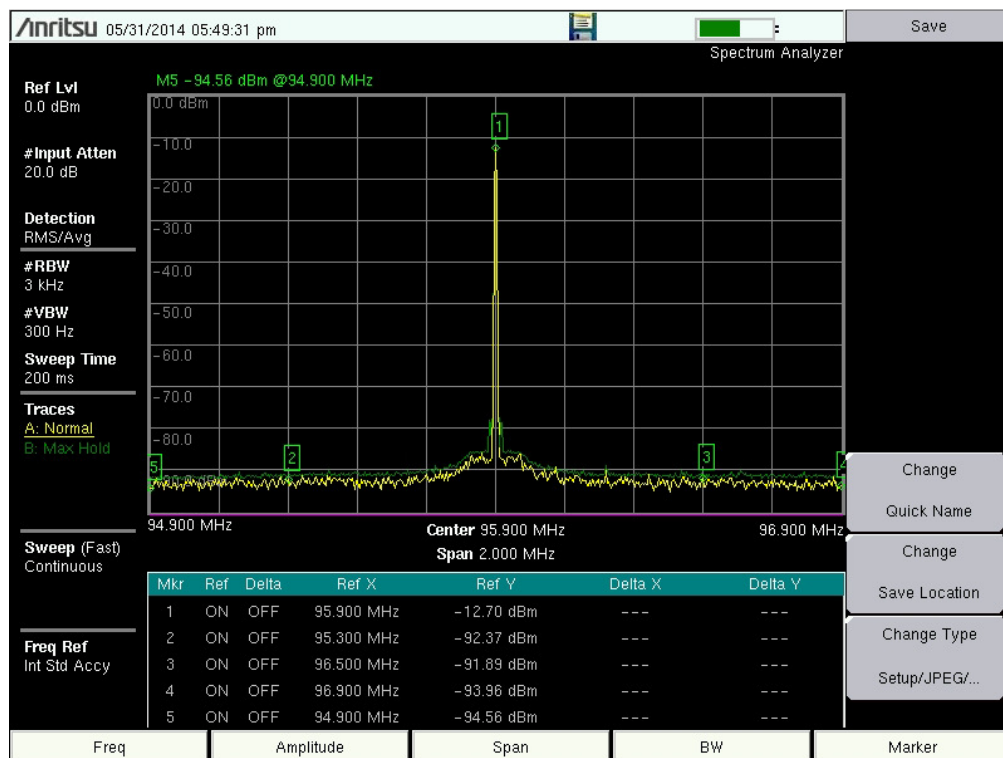 Anritsu 05/31/2014 05:49:31 pm
Save
Spectrum Analyzer
M5 -94.56 dBm @94.900 MHz
Ref Lvl
0.0 dBm
#Input Atten
20.0 dB
Detection
RMS/Avg
#RBW
3 kHz
#VBW
300 Hz
Sweep Time
200 ms
Traces
A: Normal
B: Max Hold
Sweep (Fast)
Continuous
Freq Ref
Int Std Accy
0.0 dBm
-10.0
-20.0
-30.0
-40.0
-50.0
-60.0
-70.0
-80.0
1
2
3
4
5
94.900 MHz
Center 95.900 MHz
96.900 MHz
Span 2.000 MHz
Mkr Ref Delta Ref X Ref Y Delta X Delta Y
1 ON OFF 95.900 MHz -12.70 dBm --- ---
2 ON OFF 95.300 MHz -92.37 dBm --- ---
3 ON OFF 96.500 MHz -91.89 dBm --- ---
4 ON OFF 96.900 MHz -93.96 dBm --- ---
5 ON OFF 94.900 MHz -94.56 dBm --- ---
Change
Quick Name
Change
Save Location
Change Type
Setup/JPEG/...
Freq
Amplitude
Span
BW
Marker